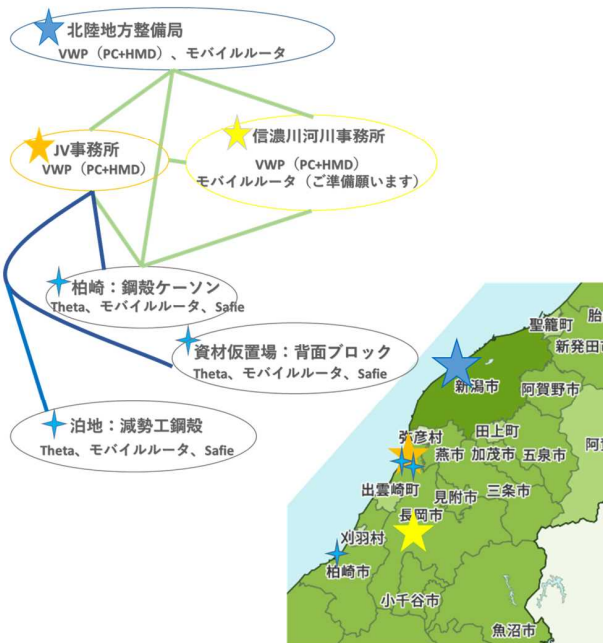 北陸地方整備局
VWP（PC+HMD）、モバイルルータ
JV事務所
VWP（PC+HMD）
信濃川河川事務所
VWP（PC+HMD）
モバイルルータ（ご準備願います）
柏崎：鋼殻ケーソン
Theta、モバイルルータ、Safie
資材仮置場：背面ブロック
Theta、モバイルルータ、Safie
泊地：減勢工鋼殻
Theta、モバイルルータ、Safie
胎
聖籠町
新発田市
新潟市
阿賀野市
弥彦村
田上町
阿
燕市
加茂市
五泉市
出雲崎町
見附市
三条市
長岡市
刈羽村
柏崎市
小千谷市
魚沼市